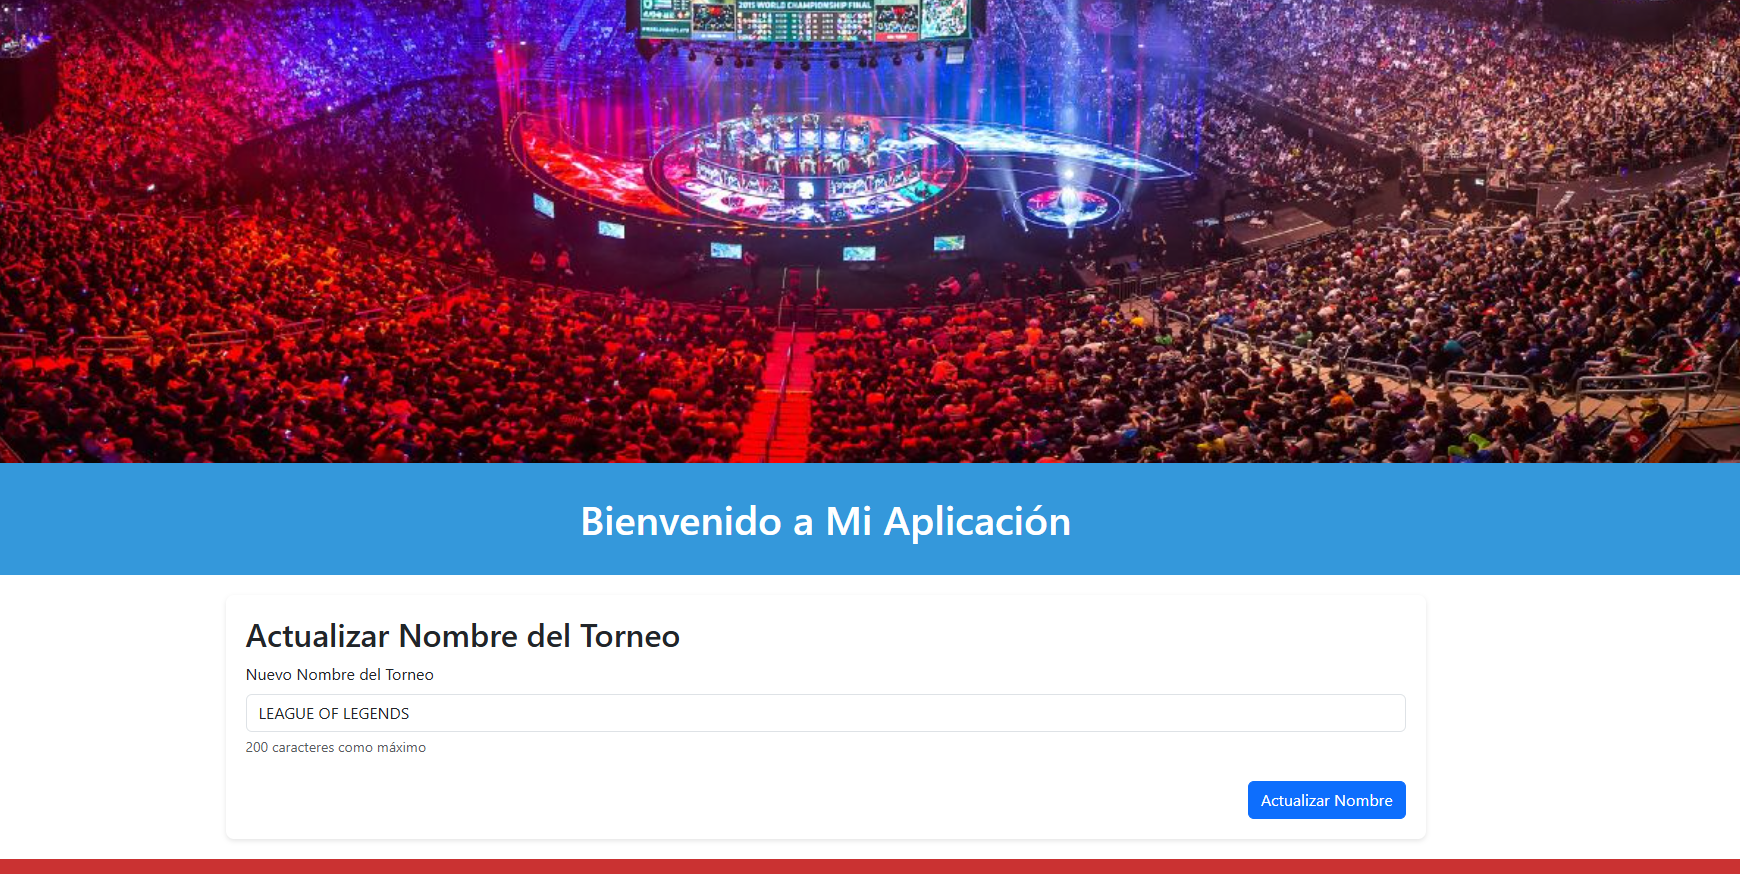 2015 WORLD CHAMPIONSHIP FINAL
Bienvenido a Mi Aplicación
Actualizar Nombre del Torneo
Nuevo Nombre del Torneo
LEAGUE OF LEGENDS
200 caracteres como máximo
Actualizar Nombre